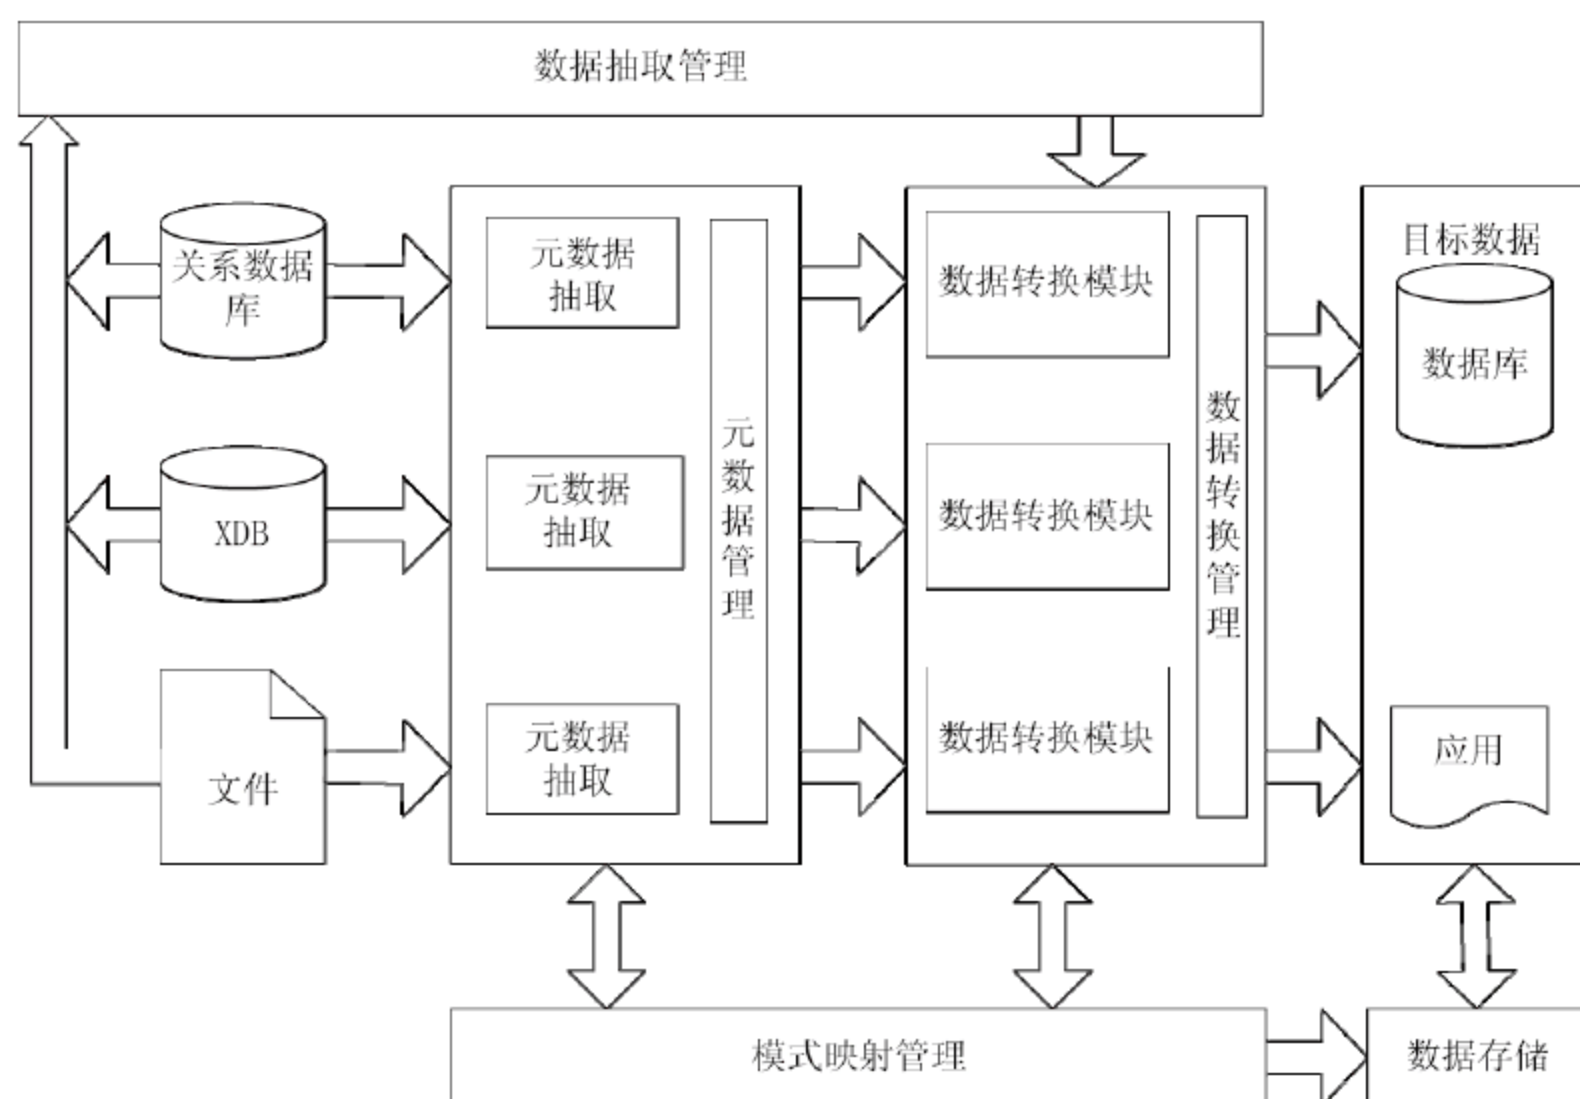 数据抽取管理
关系数据
库
元数据
抽取
数据转换模块
目标数据
数据库
XDB
元数据
抽取
元数据管理
数据转换模块
数据转换管理
文件
元数据
抽取
数据转换模块
应用
模式映射管理
数据存储